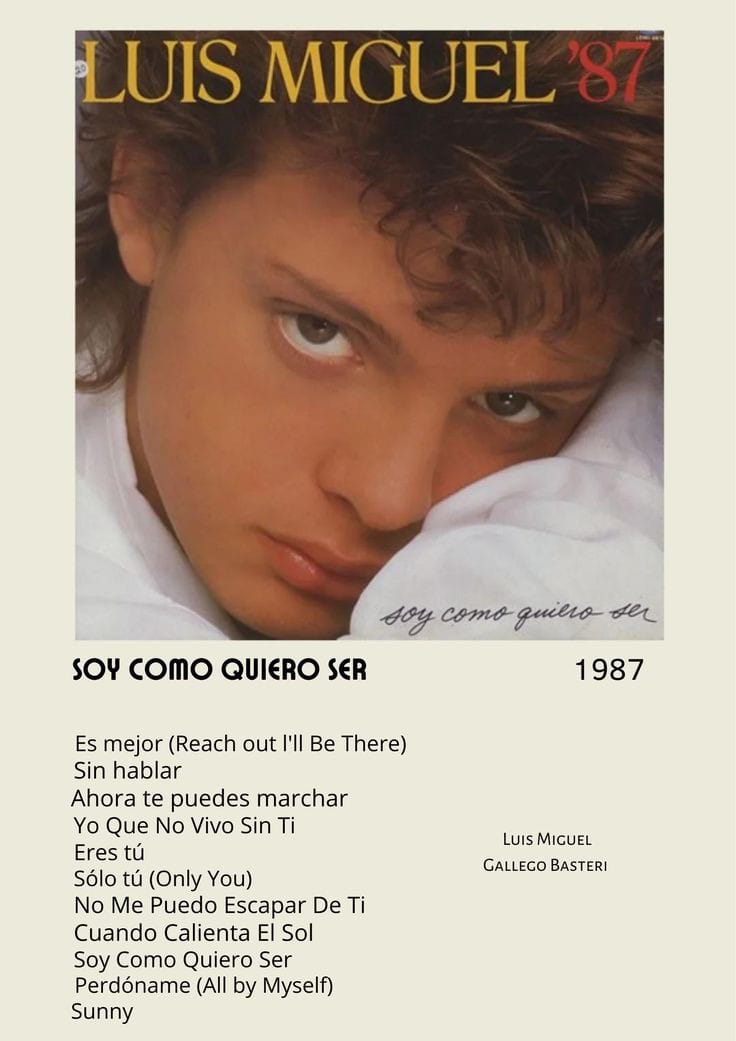 LUIS MIGUEL '87
soy como quiero ser
SOY COMO QUIERO SER 1987
Es mejor (Reach out I'll Be There)
Sin hablar
Ahora te puedes marchar
Yo Que No Vivo Sin Ti
Eres tú
Sólo tú (Only You)
No Me Puedo Escapar De Ti
Cuando Calienta El Sol
Soy Como Quiero Ser
Perdóname (All by Myself)
Sunny
LUIS MIGUEL
GALLEGO BASTERI